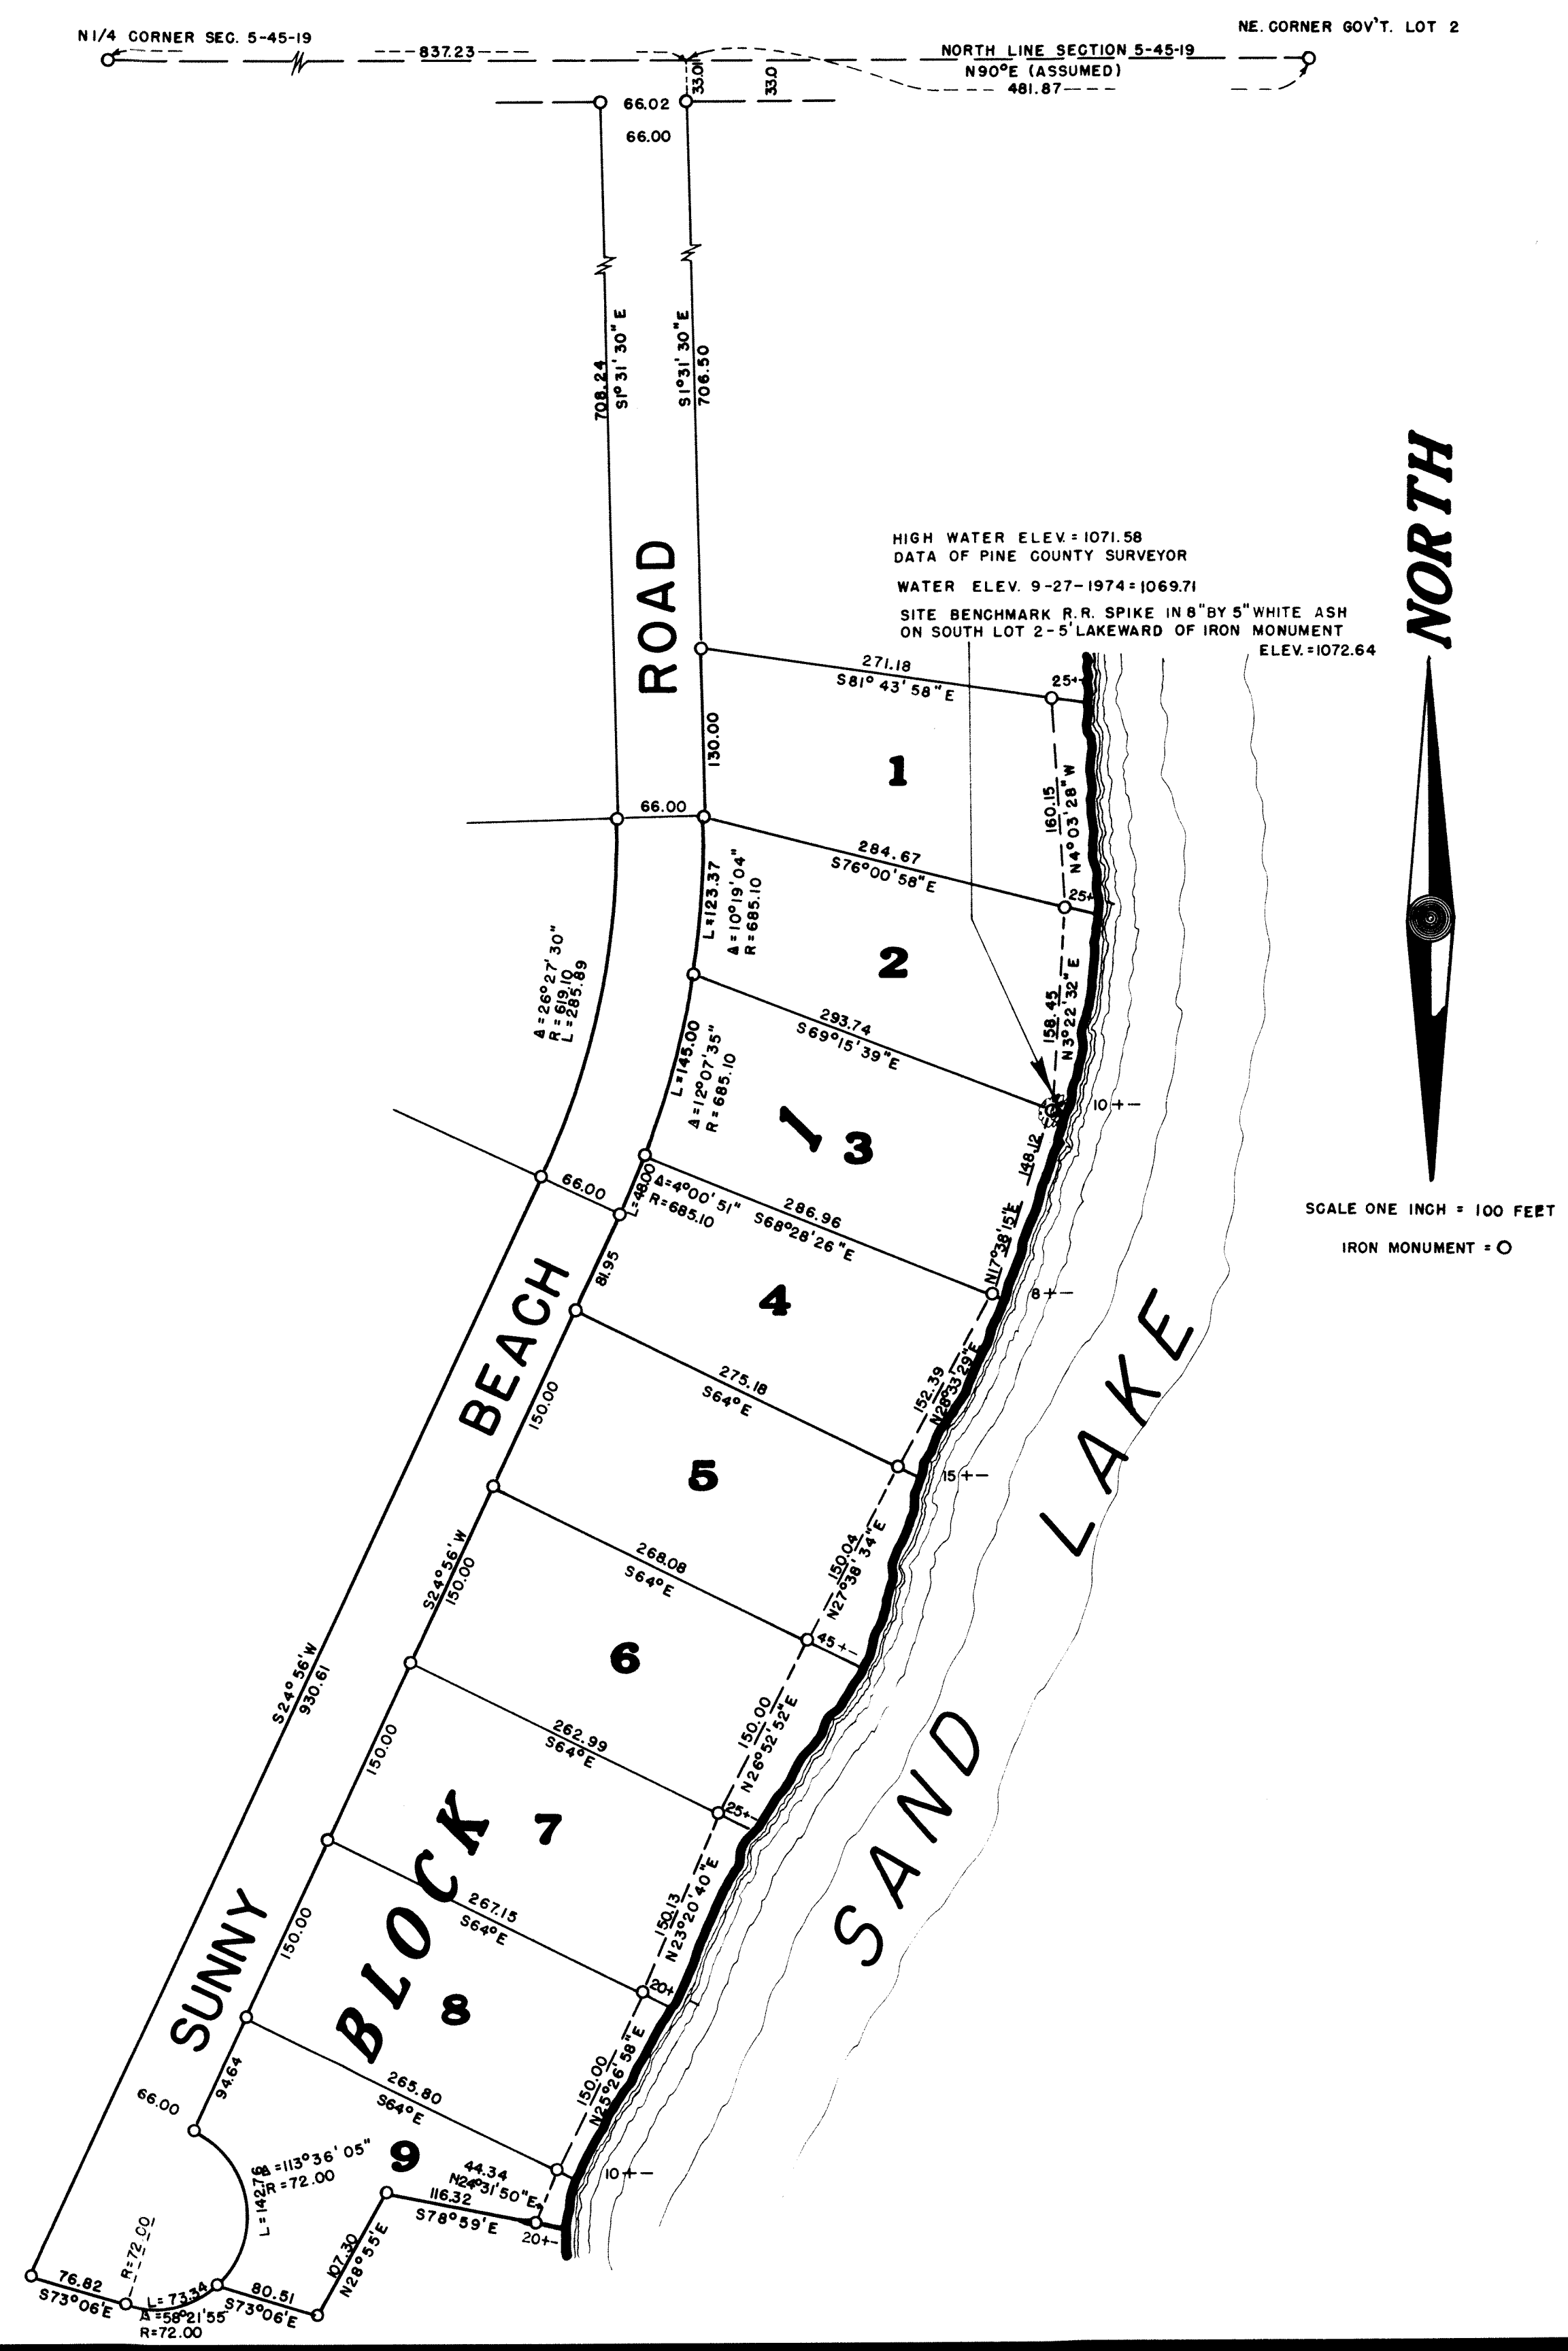 N 1/4 CORNER SEC. 5-45-19
NE. CORNER GOV'T. LOT 2
837.23
NORTH LINE SECTION 5-45-19
N90°E (ASSUMED)
481.87
33.01
33.0
66.02
66.00
708.24
S1°31'30"E
S1°31'30"E
706.50
NORTH
HIGH WATER ELEV. = 1071.58
DATA OF PINE COUNTY SURVEYOR
WATER ELEV. 9-27-1974 = 1069.71
SITE BENCHMARK R.R. SPIKE IN 8" BY 5" WHITE ASH
ON SOUTH LOT 2-5' LAKEWARD OF IRON MONUMENT
ELEV. = 1072.64
ROAD
271.18
S81°43'58"E
25+-
130.00
1
160.15
N4°03'28"W
66.00
284.67
S76°00'58"E
25+
L=123.37
Δ=10°19'04"
R=685.10
2
158.45
N3°22'32"E
Δ=26°27'30"
R=619.10
L=285.89
293.74
S69°15'39"E
10+-
L=145.00
Δ=12°07'35"
R=685.10
1
3
148.12
N17°38'15"E
66.00
L=48.00
Δ=4°00'51"
R=685.10
286.96
S68°28'26"E
8+-
SCALE ONE INCH = 100 FEET
IRON MONUMENT = O
81.95
BEACH
4
152.39
N28°33'29"E
275.18
S64°E
15+-
150.00
5
150.04
N27°38'34"E
LAKE
268.08
S64°E
45+-
S24°56'W
150.00
6
150.00
N26°52'52"E
S24°56'W
930.61
262.99
S64°E
25+-
150.00
7
150.13
N23°20'40"E
SAND
BLOCK
267.15
S64°E
20+
150.00
SUNNY
8
150.00
N25°26'58"E
94.64
66.00
265.80
S64°E
10+-
9
44.34
N24°31'50"E
Δ=113°36'05"
R=72.00
L=142.76
116.32
S78°59'E
20+-
107.30
N28°55'E
R=72.00
76.82
S73°06'E
L=73.34
Δ=58°21'55
R=72.00
80.51
S73°06'E